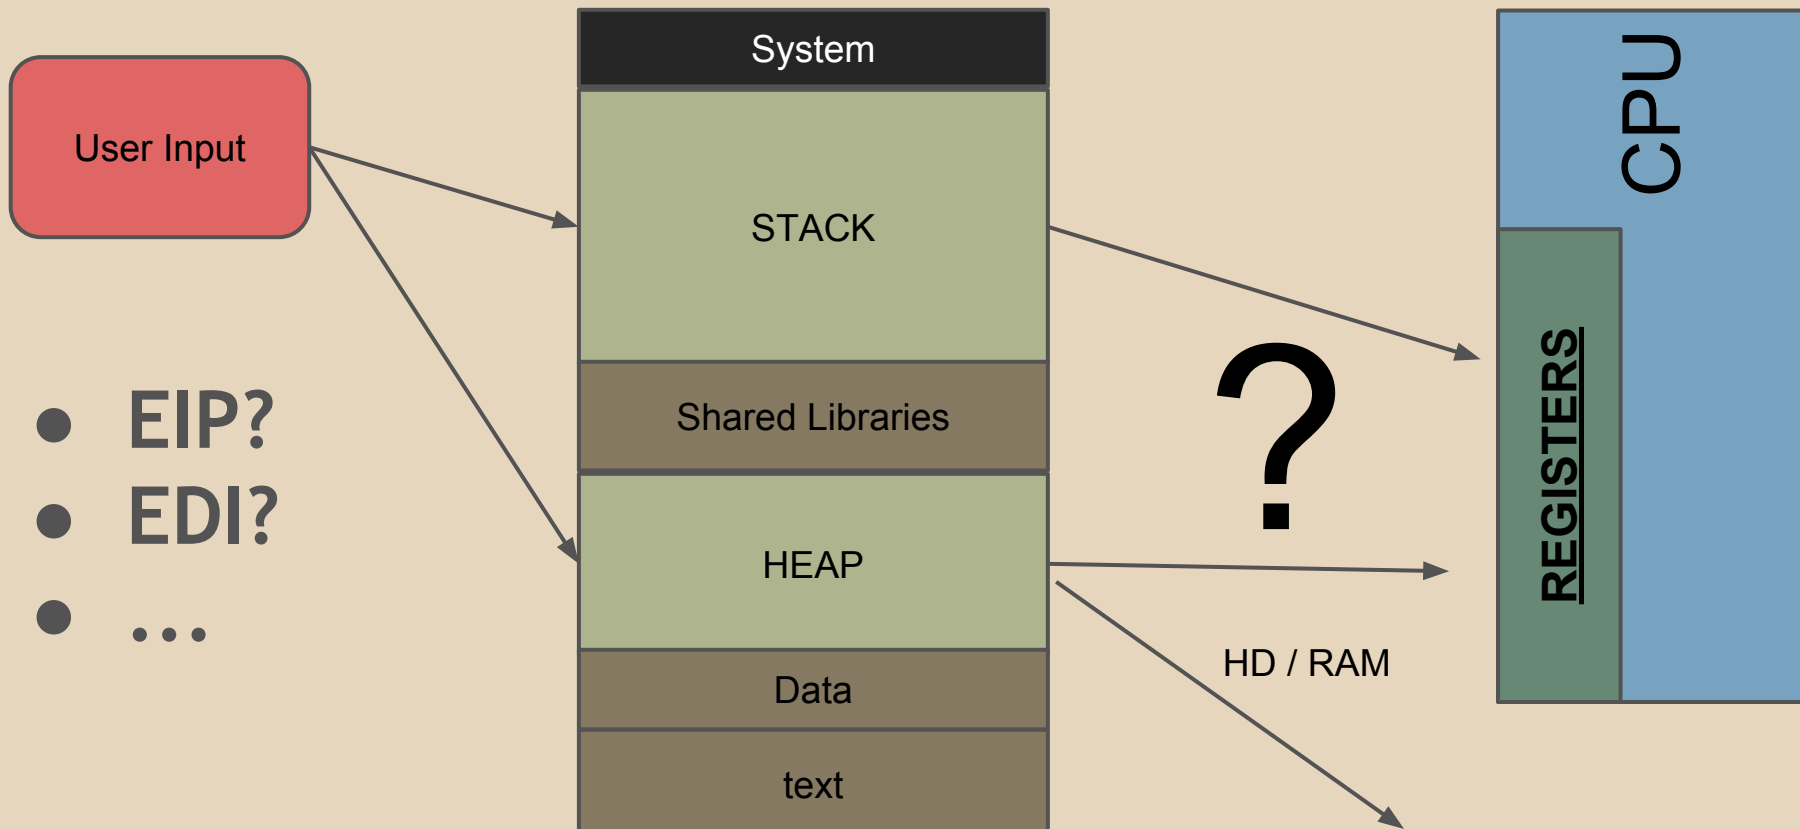 System
User Input
STACK
CPU
● EIP?
● EDI?
● ...
Shared Libraries
?
REGISTERS
HEAP
HD / RAM
Data
text